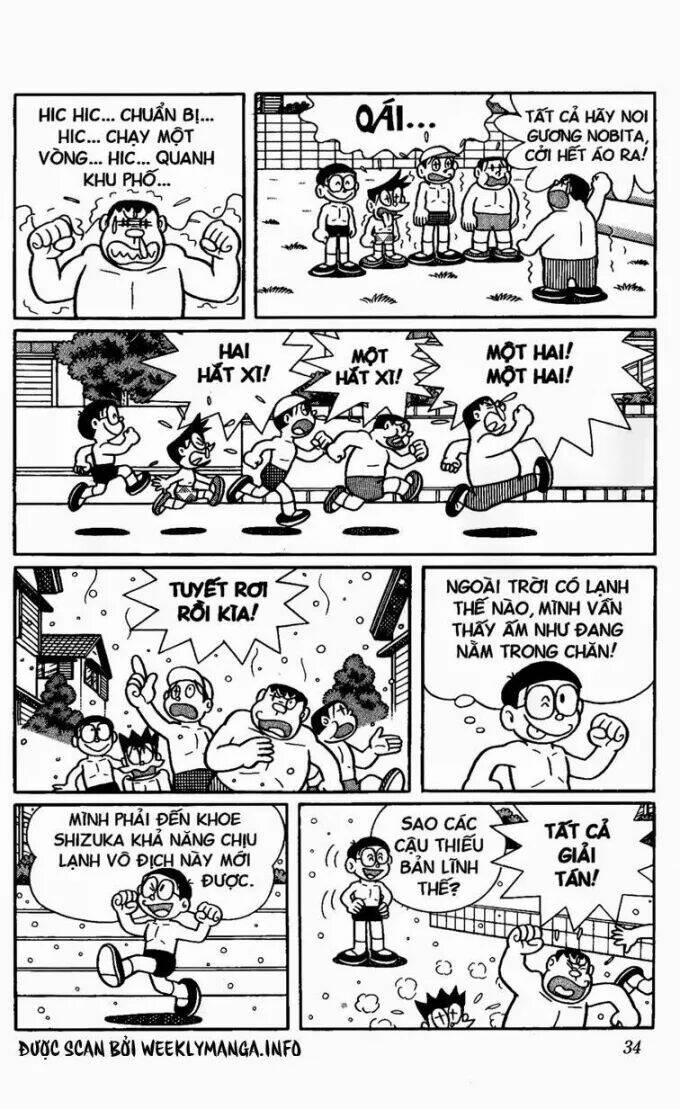 TẤT CẢ HÃY NOI
GƯƠNG NOBITA,
CỞI HẾT ÁO RA!
OÁI...
HIC HIC... CHUẨN BỊ...
HIC... CHẠY MỘT
VÒNG... HIC... QUANH
KHU PHỐ...
MỘT HAI!
MỘT HAI!
MỘT
HẮT XÌ!
HAI
HẮT XÌ!
NGOÀI TRỜI CÓ LẠNH
THẾ NÀO, MÌNH VẪN
THẤY ẤM NHƯ ĐANG
NẰM TRONG CHĂN!
TUYẾT RƠI
RỒI KÌA!
TẤT CẢ
GIẢI
TÁN!
SAO CÁC
CẬU THIẾU
BẢN LĨNH
THẾ?
MÌNH PHẢI ĐẾN KHOE
SHIZUKA KHẢ NĂNG CHỊU
LẠNH VÔ ĐỊCH NÀY MỚI
ĐƯỢC.
ĐƯỢC SCAN BỞI WEEKLYMANGA.INFO
34